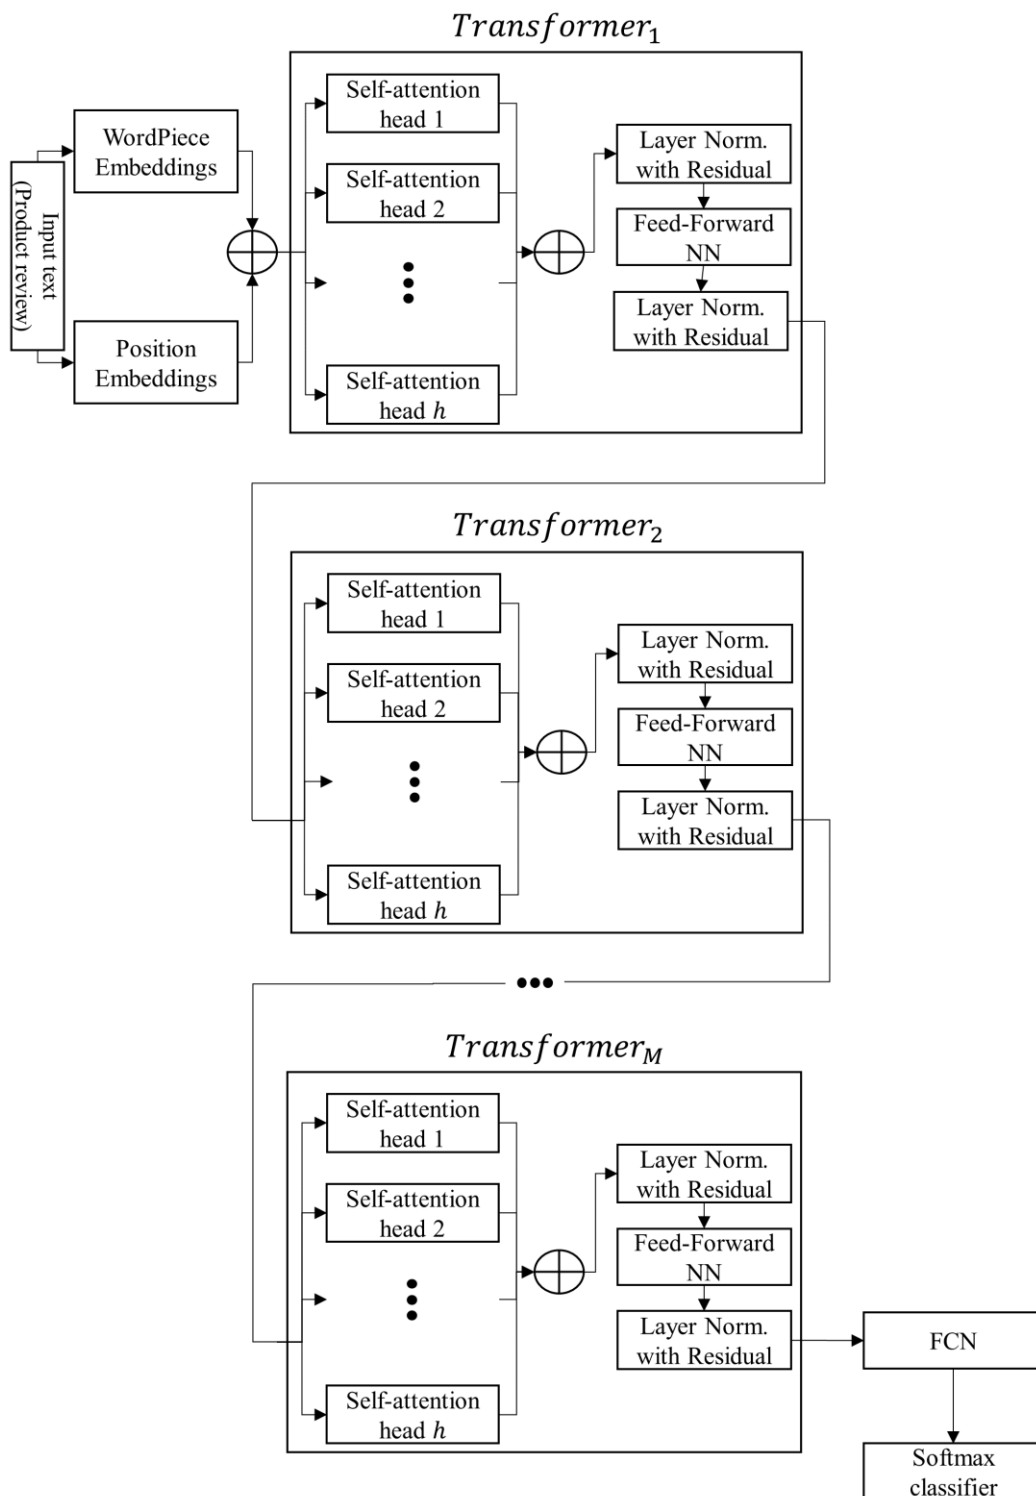 Transformer₁
Self-attention
head 1
WordPiece
Embeddings
Input text
(Product review)
Self-attention
head 2
Layer Norm.
with Residual
Feed-Forward
NN
Layer Norm.
with Residual
Position
Embeddings
Self-attention
head h
Transformer₂
Self-attention
head 1
Self-attention
head 2
Layer Norm.
with Residual
Feed-Forward
NN
Layer Norm.
with Residual
Self-attention
head h
Transformer_M
Self-attention
head 1
Self-attention
head 2
Layer Norm.
with Residual
Feed-Forward
NN
Layer Norm.
with Residual
Self-attention
head h
FCN
Softmax
classifier